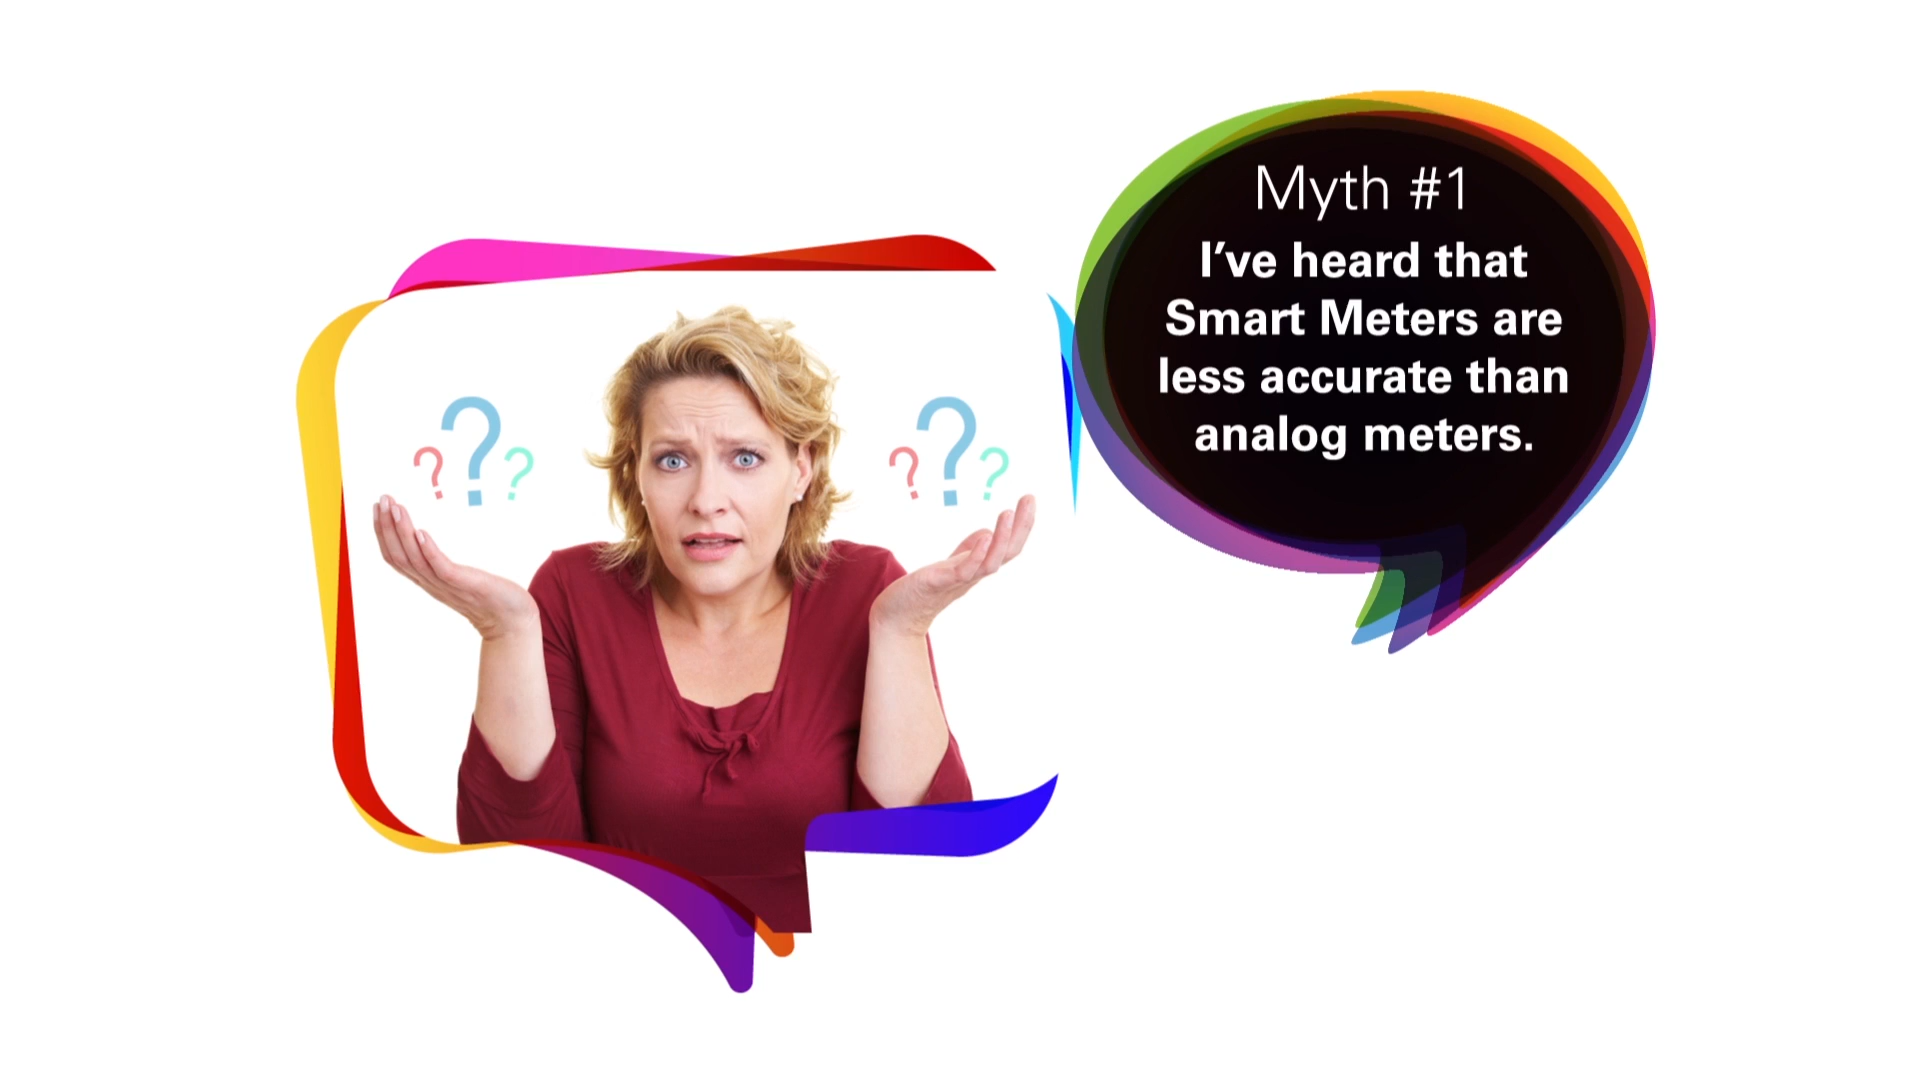 Myth #1
I've heard that
Smart Meters are
less accurate than
analog meters.
? ? ?
? ? ?